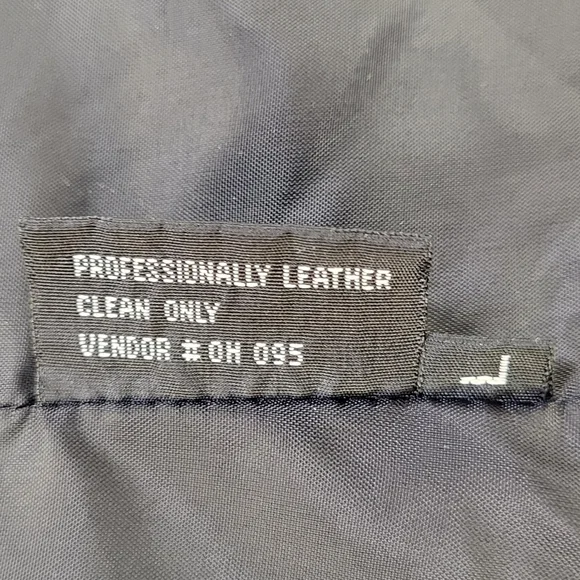 PROFESSIONALLY LEATHER
CLEAN ONLY
VENDOR # OH 095
L